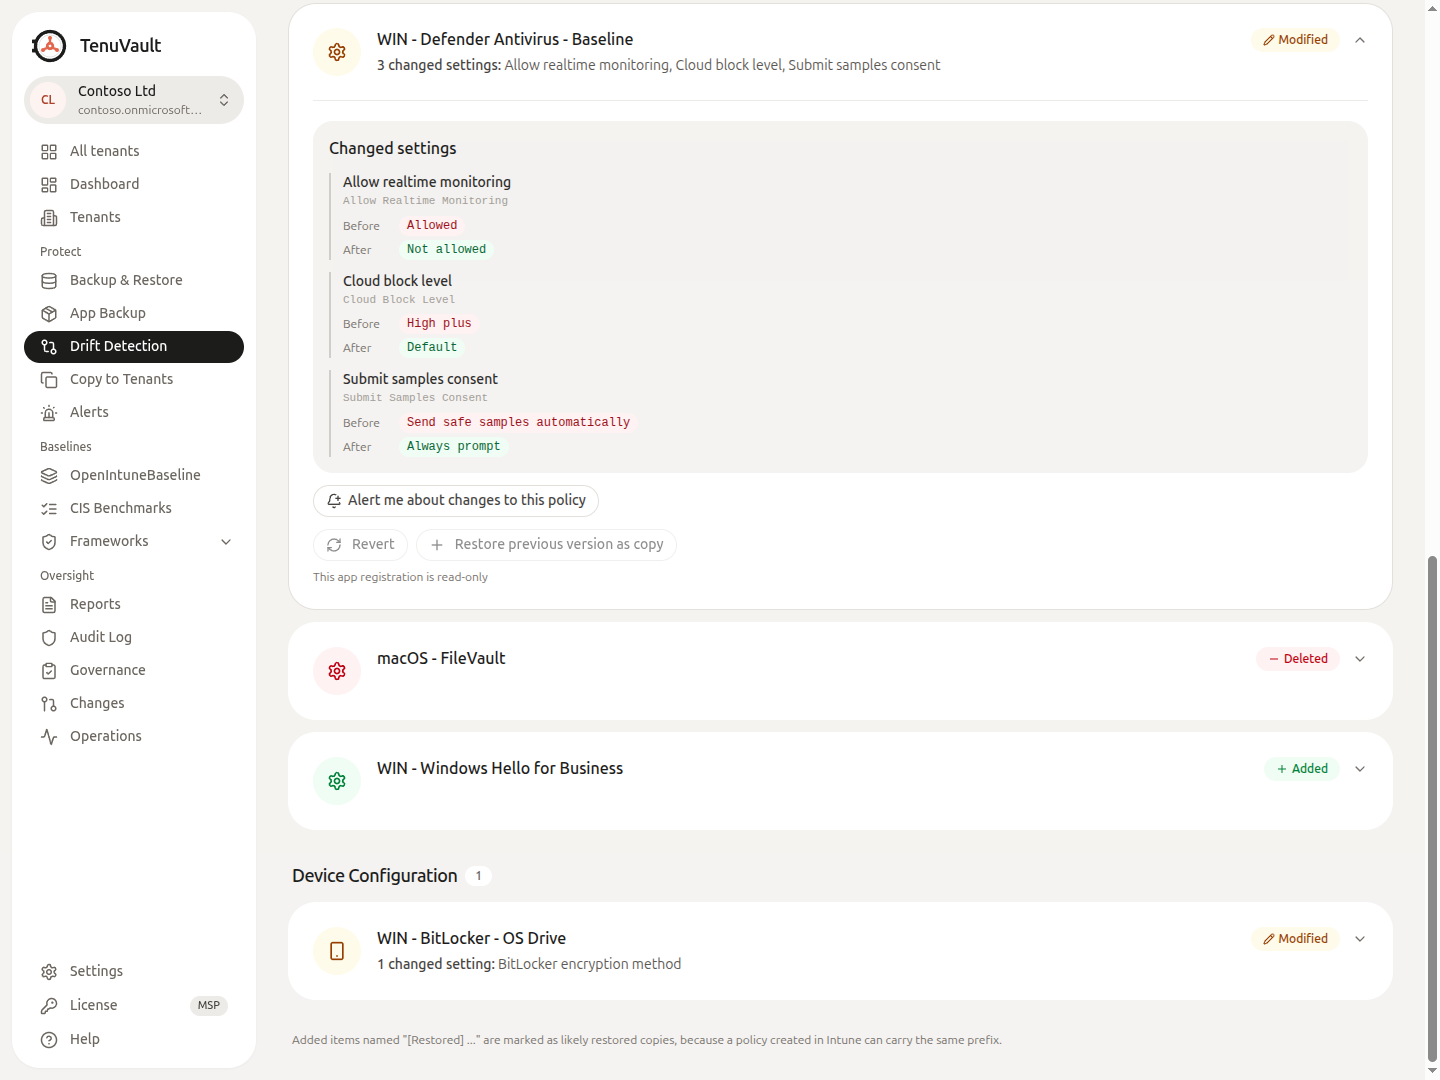 TenuVault
CL
Contoso Ltd
contoso.onmicrosoft...
All tenants
Dashboard
Tenants
Protect
Backup & Restore
App Backup
Drift Detection
Copy to Tenants
Alerts
Baselines
OpenIntuneBaseline
CIS Benchmarks
Frameworks
Oversight
Reports
Audit Log
Governance
Changes
Operations
Settings
License
MSP
Help
WIN - Defender Antivirus - Baseline
Modified
3 changed settings: Allow realtime monitoring, Cloud block level, Submit samples consent
Changed settings
Allow realtime monitoring
Allow Realtime Monitoring
Before Allowed
After Not allowed
Cloud block level
Cloud Block Level
Before High plus
After Default
Submit samples consent
Submit Samples Consent
Before Send safe samples automatically
After Always prompt
Alert me about changes to this policy
Revert
Restore previous version as copy
This app registration is read-only
macOS - FileVault
Deleted
WIN - Windows Hello for Business
Added
Device Configuration 1
WIN - BitLocker - OS Drive
Modified
1 changed setting: BitLocker encryption method
Added items named "[Restored] ..." are marked as likely restored copies, because a policy created in Intune can carry the same prefix.